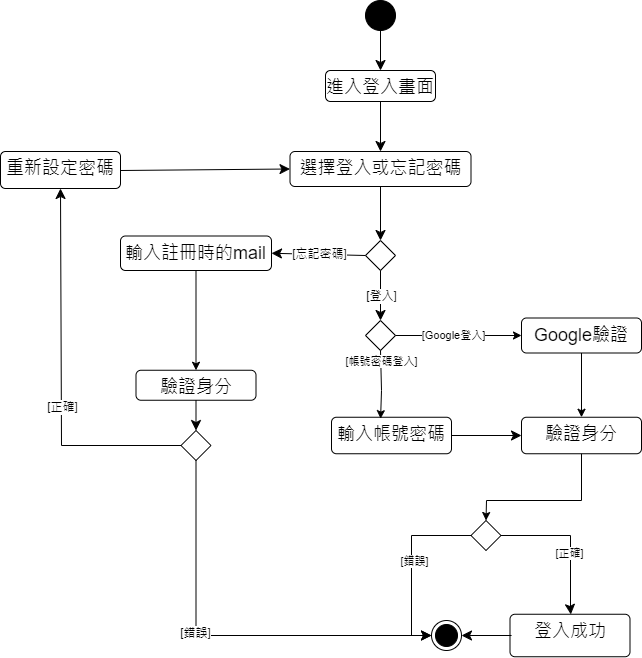 進入登入畫面
重新設定密碼
選擇登入或忘記密碼
輸入註冊時的mail
[忘記密碼]
[登入]
[Google登入]
Google驗證
[帳號密碼登入]
驗證身分
[正確]
輸入帳號密碼
驗證身分
[錯誤]
[正確]
[錯誤]
登入成功